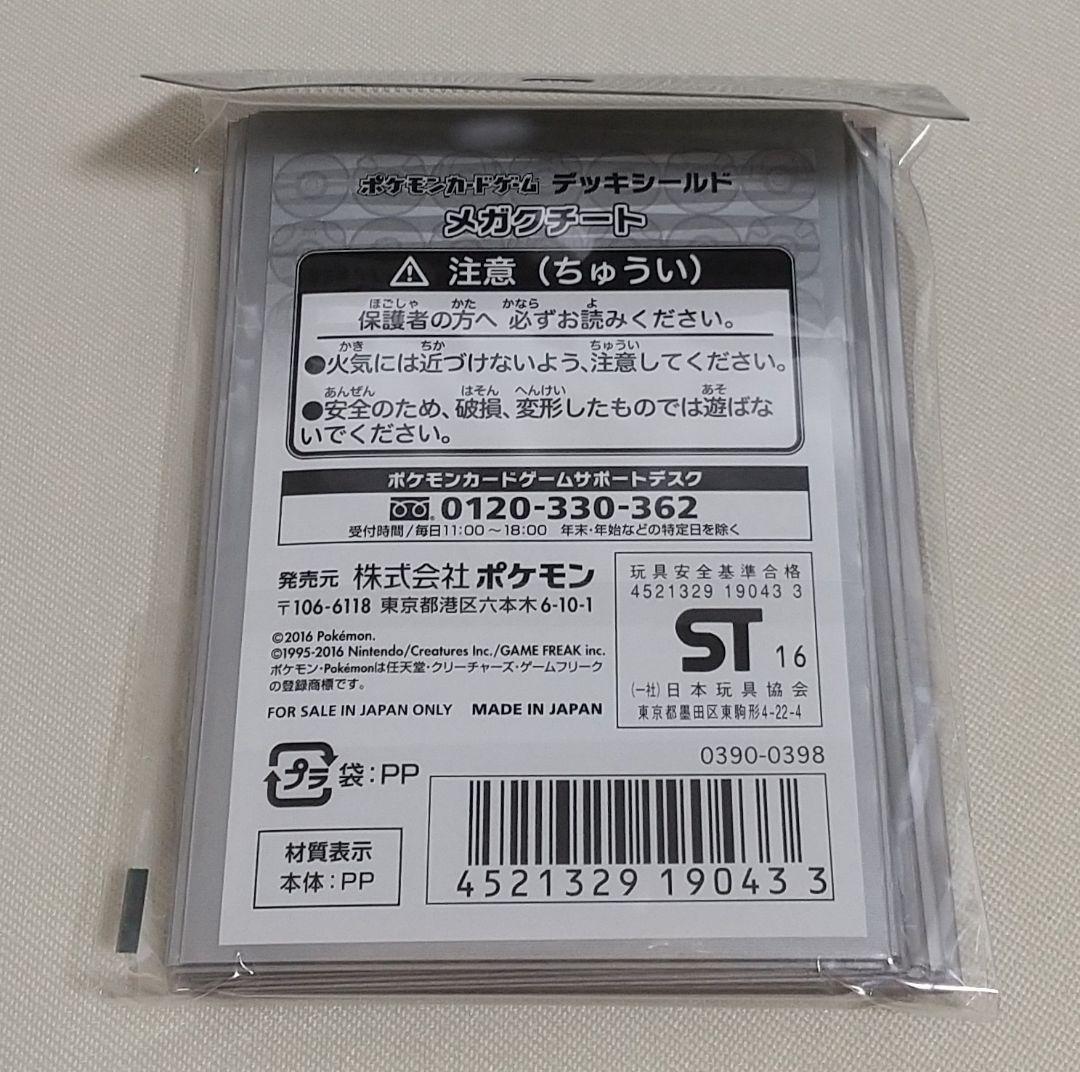 ポケモンカードゲーム デッキシールド
メガクチート
注意（ちゅうい）
ほごしゃ かた かなら よ
保護者の方へ 必ずお読みください。
かき ちか ちゅうい
●火気には近づけないよう、注意してください。
あんぜん はそん へんけい あそ
●安全のため、破損、変形したものでは遊ばな
いでください。
ポケモンカードゲームサポートデスク
0120-330-362
受付時間/毎日11:00～18:00 年末・年始などの特定日を除く
発売元 株式会社 ポケモン
〒106-6118 東京都港区六本木6-10-1
©2016 Pokémon.
©1995-2016 Nintendo/Creatures Inc./GAME FREAK inc.
ポケモン・Pokémonは任天堂・クリーチャーズ・ゲームフリーク
の登録商標です。
FOR SALE IN JAPAN ONLY MADE IN JAPAN
玩具安全基準合格
4521329 19043 3
ST 16
(一社)日本玩具協会
東京都墨田区東駒形4-22-4
0390-0398
プラ 袋:PP
材質表示
本体:PP
4521329 19043 3